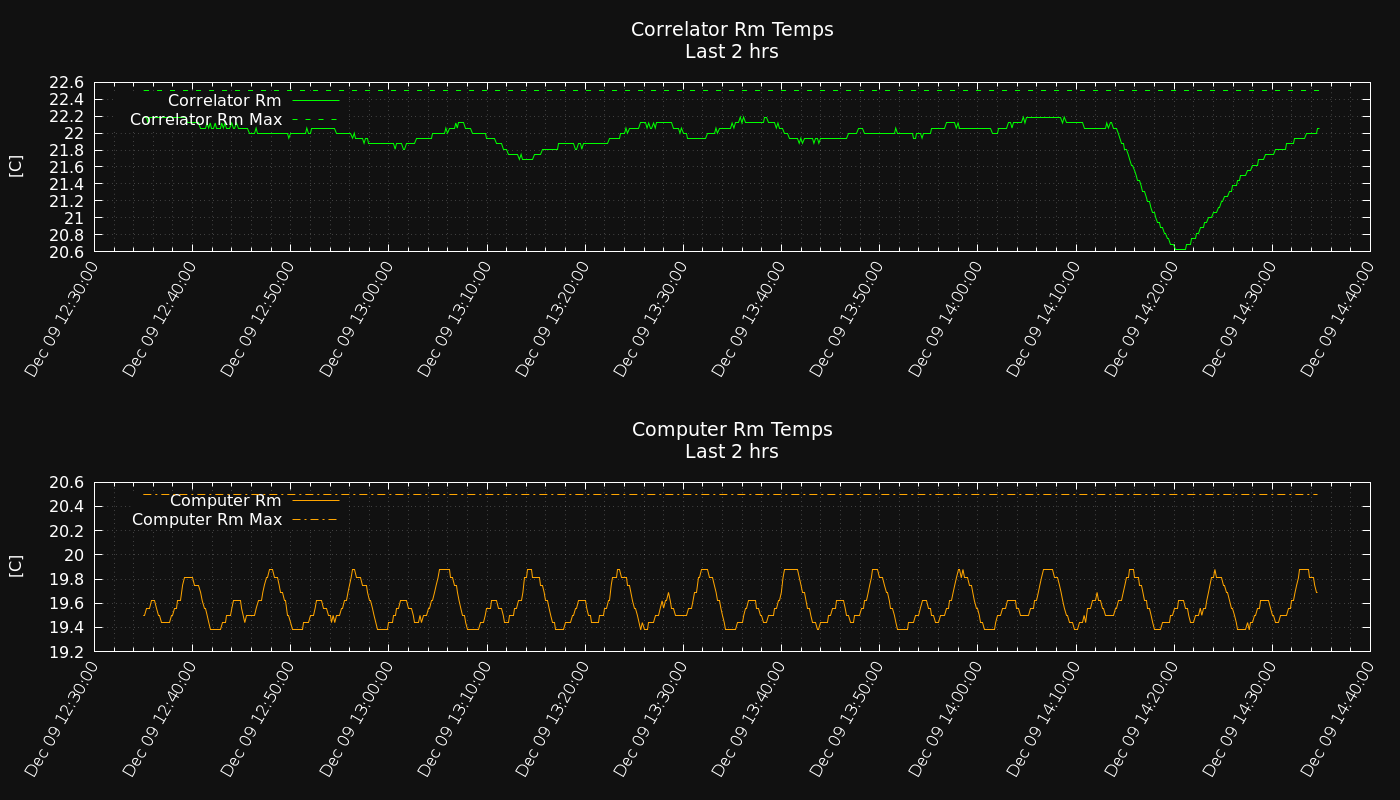 Correlator Rm Temps
Last 2 hrs
22.6
22.4
22.2
22
21.8
21.6
21.4
21.2
21
20.8
20.6
[C]
Correlator Rm
Correlator Rm Max
Dec 09 12:30:00
Dec 09 12:40:00
Dec 09 12:50:00
Dec 09 13:00:00
Dec 09 13:10:00
Dec 09 13:20:00
Dec 09 13:30:00
Dec 09 13:40:00
Dec 09 13:50:00
Dec 09 14:00:00
Dec 09 14:10:00
Dec 09 14:20:00
Dec 09 14:30:00
Dec 09 14:40:00
Computer Rm Temps
Last 2 hrs
20.6
20.4
20.2
20
19.8
19.6
19.4
19.2
[C]
Computer Rm
Computer Rm Max
Dec 09 12:30:00
Dec 09 12:40:00
Dec 09 12:50:00
Dec 09 13:00:00
Dec 09 13:10:00
Dec 09 13:20:00
Dec 09 13:30:00
Dec 09 13:40:00
Dec 09 13:50:00
Dec 09 14:00:00
Dec 09 14:10:00
Dec 09 14:20:00
Dec 09 14:30:00
Dec 09 14:40:00